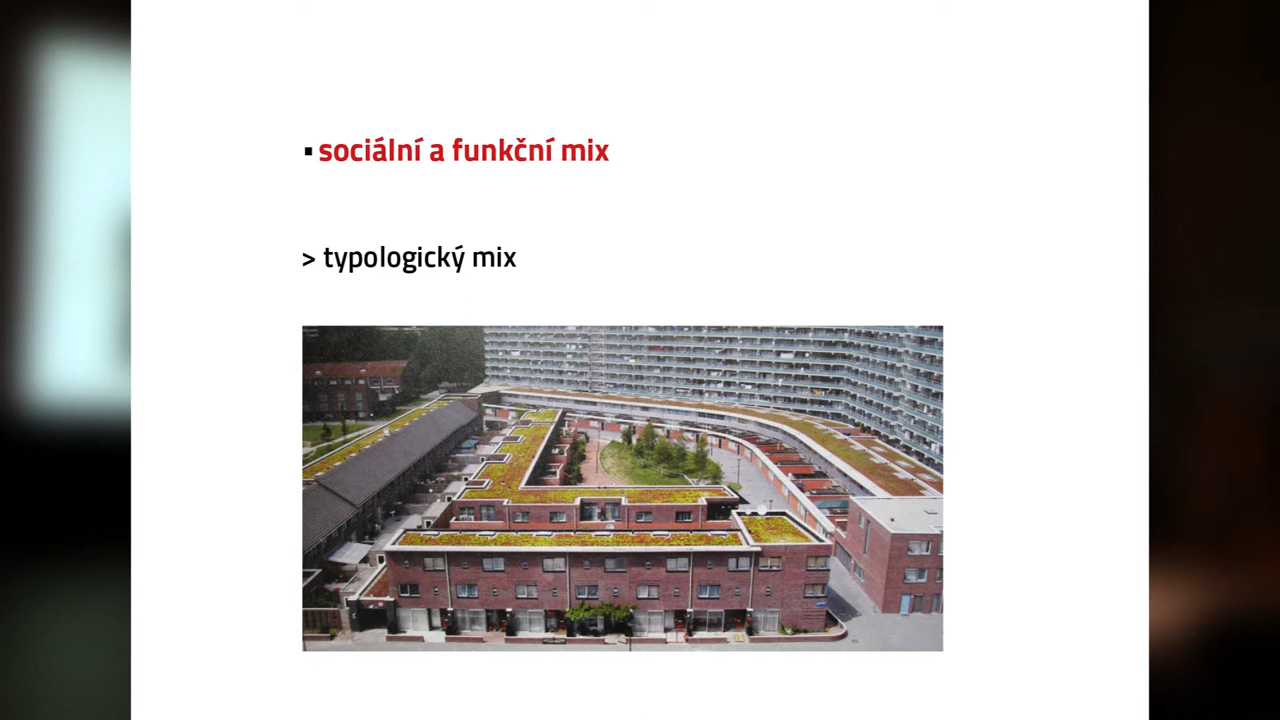 ▪ sociální a funkční mix
> typologický mix